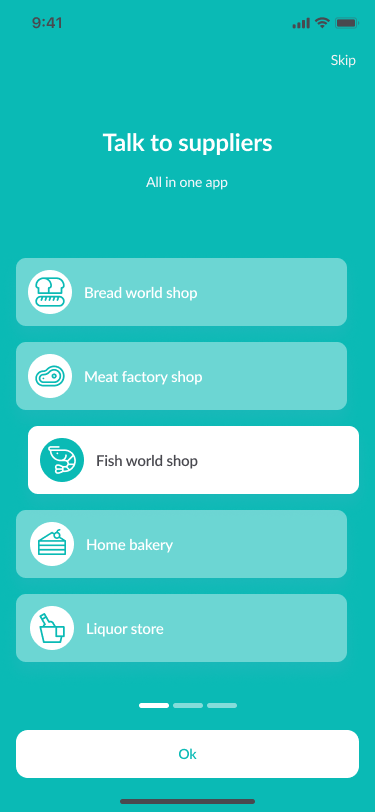 9:41
Skip
Talk to suppliers
All in one app
Bread world shop
Meat factory shop
Fish world shop
Home bakery
Liquor store
Ok